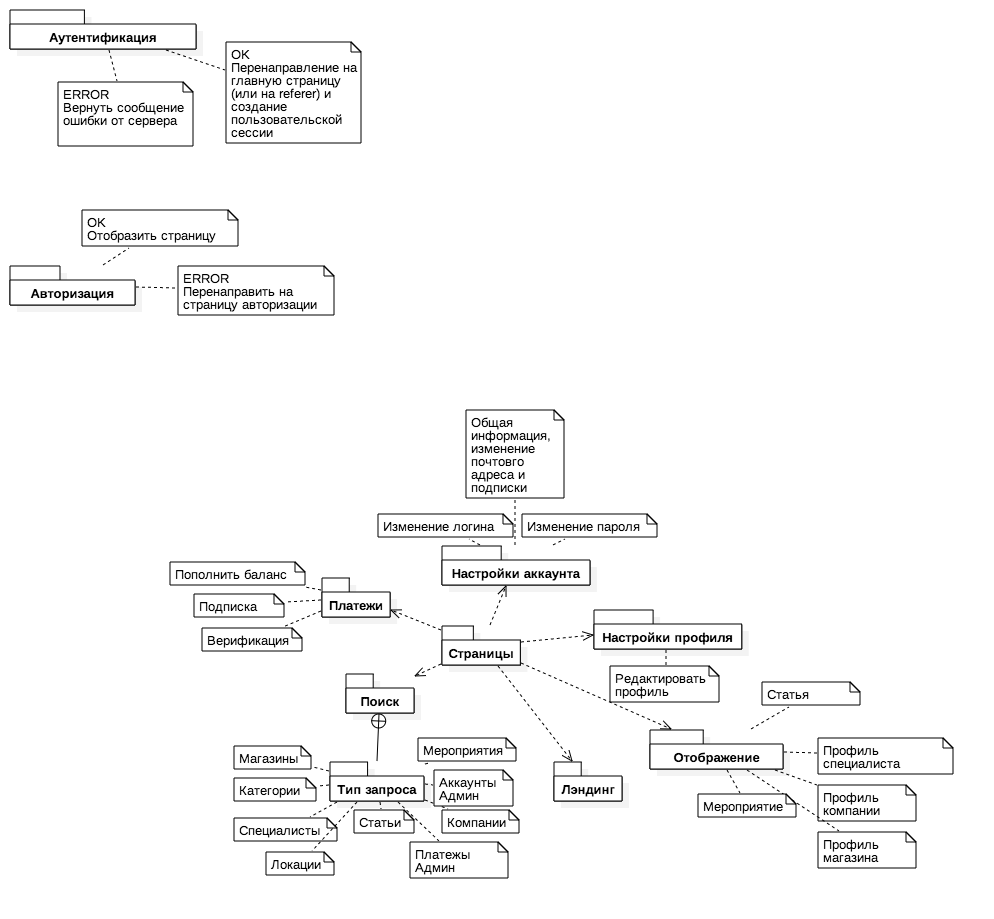 Аутентификация
OK
Перенаправление на
главную страницу
(или на referer) и
создание
пользовательской
сессии
ERROR
Вернуть сообщение
ошибки от сервера
OK
Отобразить страницу
Авторизация
ERROR
Перенаправить на
страницу авторизации
Общая
информация,
изменение
почтовго
адреса и
подписки
Изменение логина
Изменение пароля
Настройки аккаунта
Пополнить баланс
Подписка
Верификация
Платежи
Страницы
Настройки профиля
Редактировать
профиль
Поиск
Статья
Отображение
Профиль
специалиста
Мероприятие
Профиль
компании
Профиль
магазина
Лэндинг
Магазины
Мероприятия
Категории
Тип запроса
Аккаунты
Админ
Специалисты
Статьи
Компании
Локации
Платежы
Админ